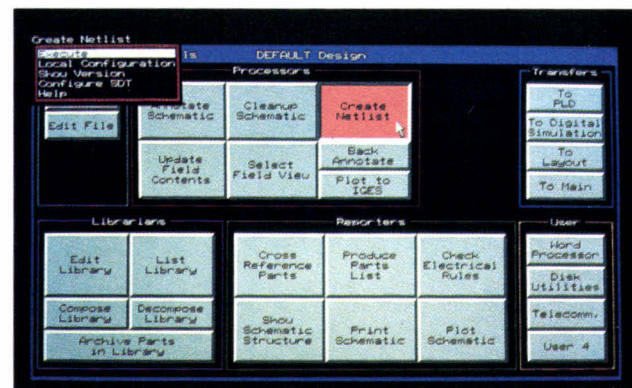 Create Netlist
Execute
Local Configuration
Show Version
Configure SDT
Help
ls
DEFAULT Design
Edit File
Processors
Annotate
Schematic
Cleanup
Schematic
Create
Netlist
Update
Field
Contents
Select
Field View
Back
Annotate
Plot to
IGES
Transfers
To
PLD
To Digital
Simulation
To
Layout
To Main
Librarians
Edit
Library
List
Library
Compose
Library
Decompose
Library
Archive Parts
in Library
Reporters
Cross
Reference
Parts
Produce
Parts
List
Check
Electrical
Rules
Show
Schematic
Structure
Print
Schematic
Plot
Schematic
User
Word
Processor
Disk
Utilities
Telecomm.
User 4